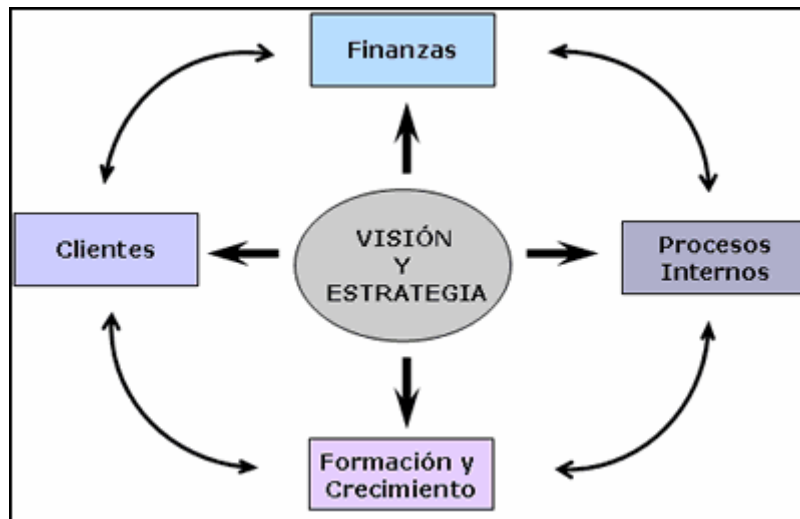 Finanzas
Clientes
VISIÓN
Y
ESTRATEGIA
Procesos
Internos
Formación y
Crecimiento